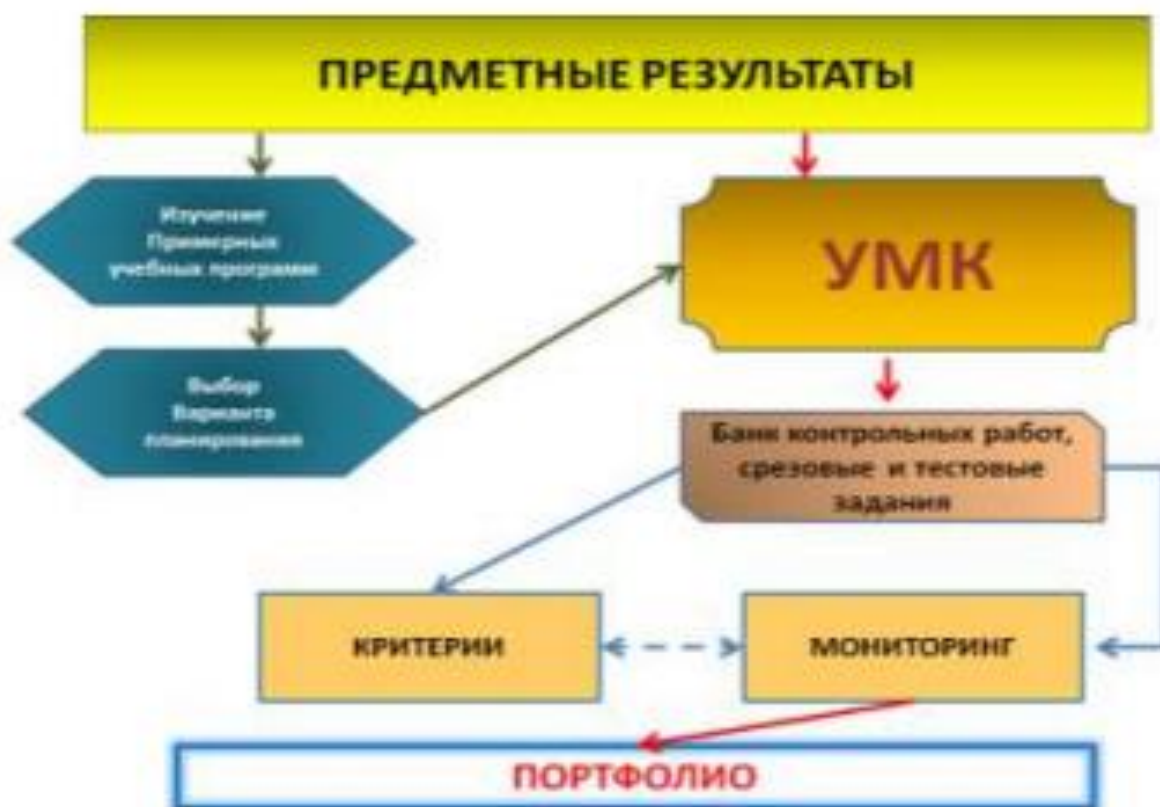 ПРЕДМЕТНЫЕ РЕЗУЛЬТАТЫ
Изучение
Примерных
учебных программ
УМК
Выбор
Варианта
планирования
Банк контрольных работ,
срезовые и тестовые
задания
КРИТЕРИИ
МОНИТОРИНГ
ПОРТФОЛИО